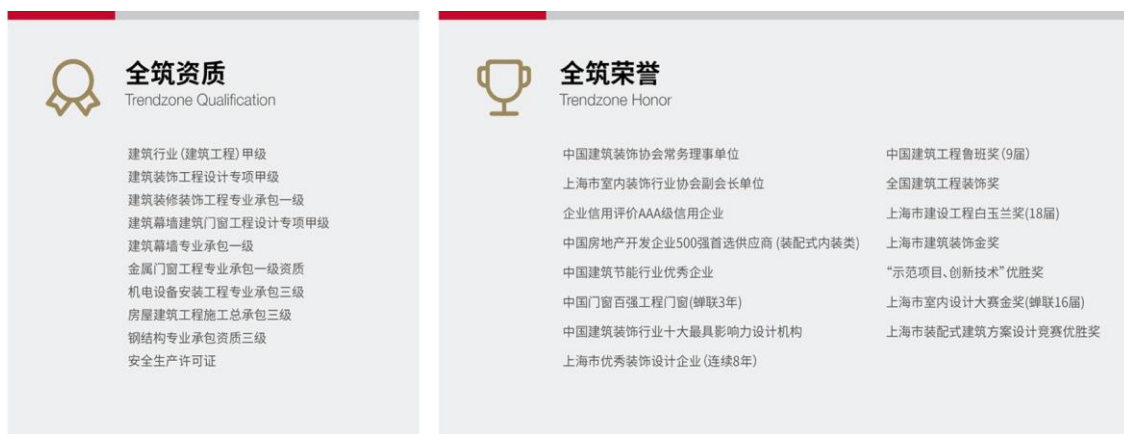 全筑资质
Trendzone Qualification
建筑行业(建筑工程)甲级
建筑装饰工程设计专项甲级
建筑装修装饰工程专业承包一级
建筑幕墙建筑门窗工程设计专项甲级
建筑幕墙专业承包一级
金属门窗工程专业承包一级资质
机电设备安装工程专业承包三级
房屋建筑工程施工总承包三级
钢结构专业承包资质三级
安全生产许可证
全筑荣誉
Trendzone Honor
中国建筑装饰协会常务理事单位
上海市室内装饰行业协会副会长单位
企业信用评价AAA级信用企业
中国房地产开发企业500强首选供应商 (装配式内装类)
中国建筑节能行业优秀企业
中国门窗百强工程门窗(蝉联3年)
中国建筑装饰行业十大最具影响力设计机构
上海市优秀装饰设计企业(连续8年)
中国建筑工程鲁班奖(9届)
全国建筑工程装饰奖
上海市建设工程白玉兰奖(18届)
上海市建筑装饰金奖
“示范项目、创新技术”优胜奖
上海市室内设计大赛金奖(蝉联16届)
上海市装配式建筑方案设计竞赛优胜奖